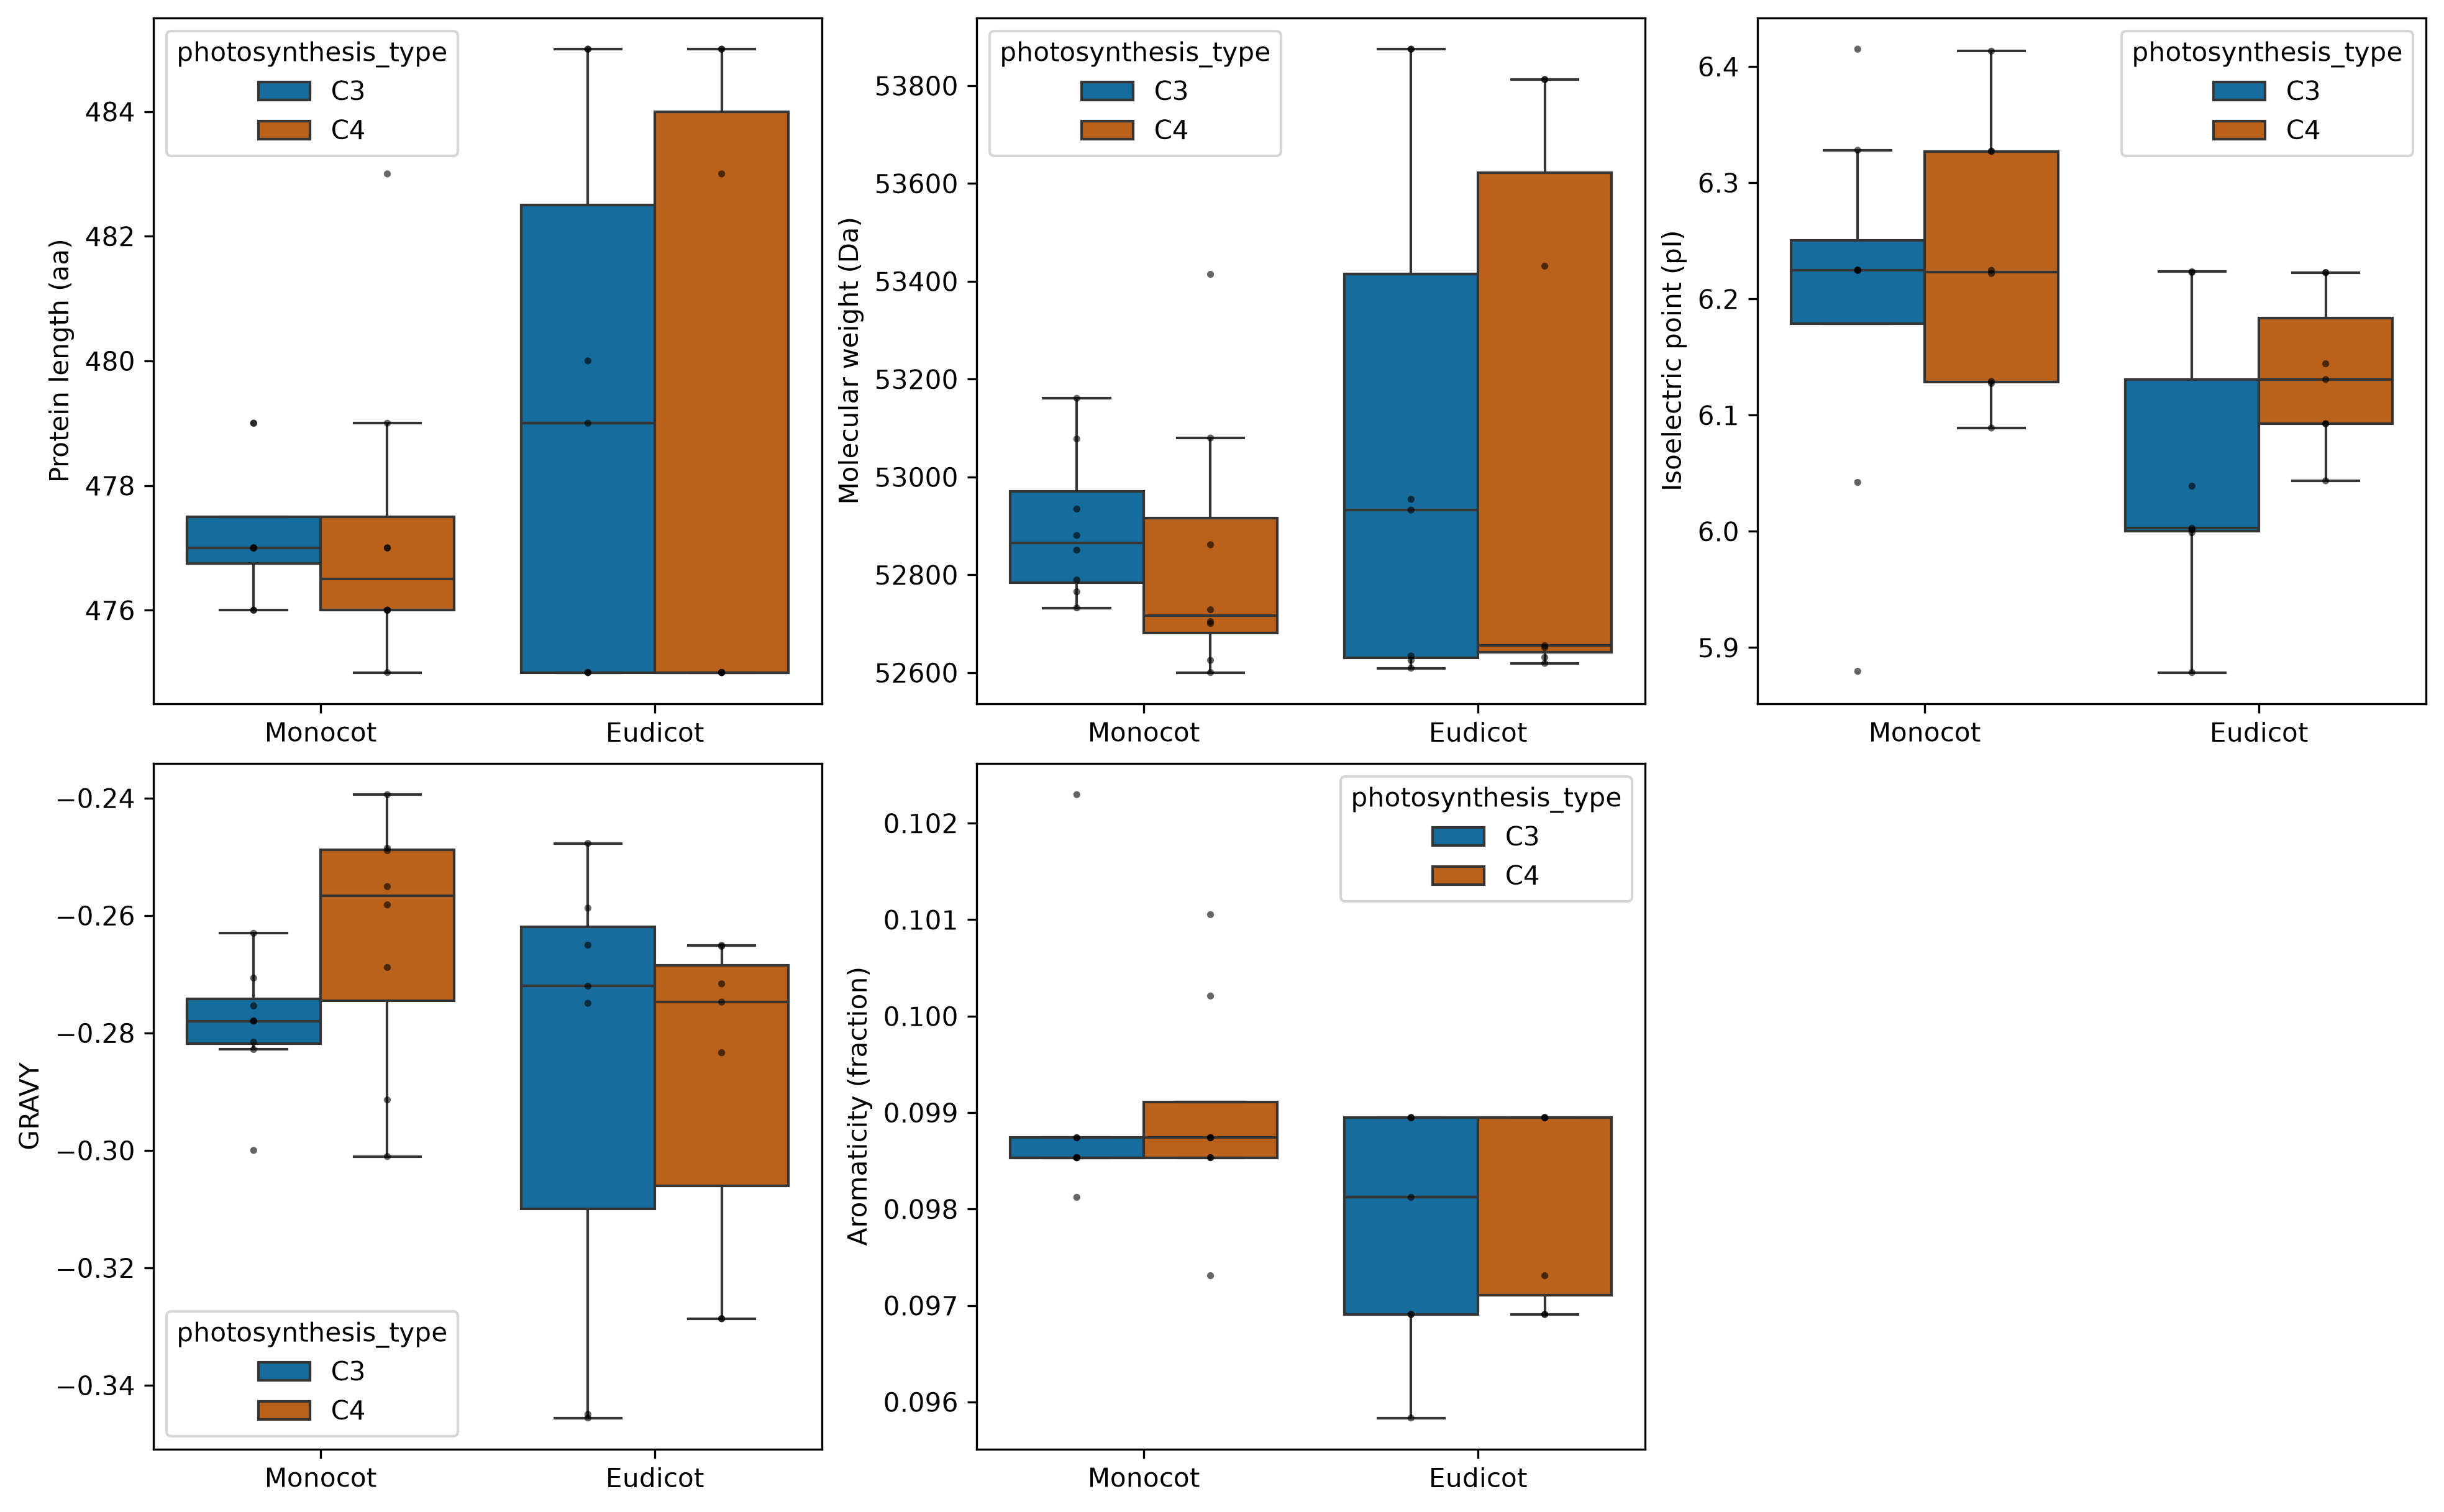 Protein length (aa)
484
482
480
478
476
photosynthesis_type
C3
C4
Monocot
Eudicot
Molecular weight (Da)
53800
53600
53400
53200
53000
52800
52600
photosynthesis_type
C3
C4
Monocot
Eudicot
Isoelectric point (pI)
6.4
6.3
6.2
6.1
6.0
5.9
photosynthesis_type
C3
C4
Monocot
Eudicot
GRAVY
−0.24
−0.26
−0.28
−0.30
−0.32
−0.34
photosynthesis_type
C3
C4
Monocot
Eudicot
Aromaticity (fraction)
0.102
0.101
0.100
0.099
0.098
0.097
0.096
photosynthesis_type
C3
C4
Monocot
Eudicot